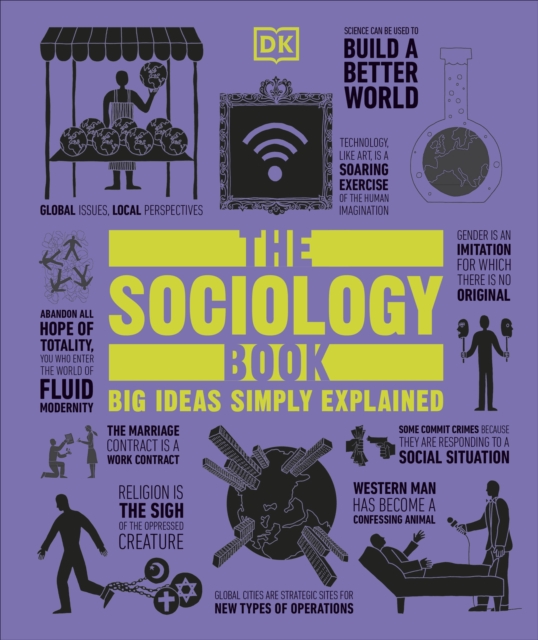 DK
SCIENCE CAN BE USED TO
BUILD A
BETTER
WORLD
TECHNOLOGY,
LIKE ART, IS A
SOARING
EXERCISE
OF THE HUMAN
IMAGINATION
GLOBAL ISSUES, LOCAL PERSPECTIVES
GENDER IS AN
IMITATION
FOR WHICH
THERE IS NO
ORIGINAL
THE
SOCIOLOGY
BOOK
BIG IDEAS SIMPLY EXPLAINED
ABANDON ALL
HOPE OF
TOTALITY,
YOU WHO ENTER
THE WORLD OF
FLUID
MODERNITY
THE MARRIAGE
CONTRACT IS A
WORK CONTRACT
SOME COMMIT CRIMES BECAUSE
THEY ARE RESPONDING TO A
SOCIAL SITUATION
RELIGION IS
THE SIGH
OF THE OPPRESSED
CREATURE
WESTERN MAN
HAS BECOME A
CONFESSING ANIMAL
GLOBAL CITIES ARE STRATEGIC SITES FOR
NEW TYPES OF OPERATIONS